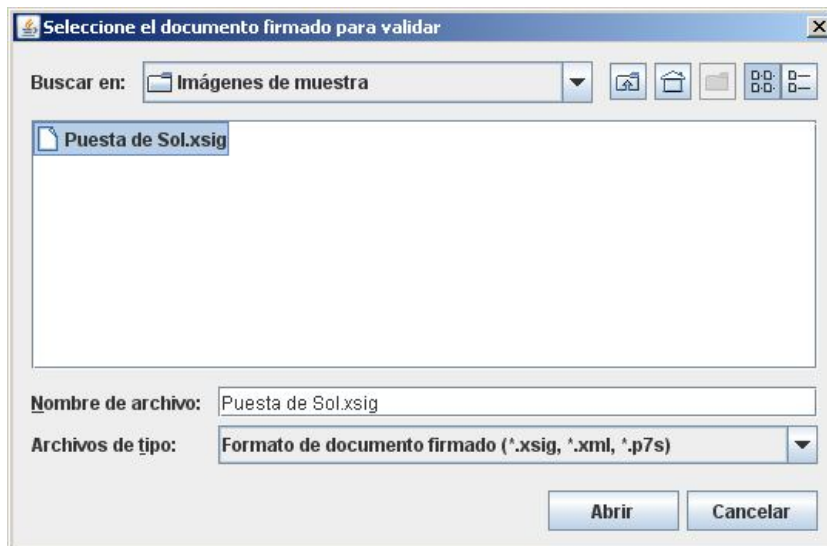 Seleccione el documento firmado para validar
Buscar en: Imágenes de muestra
Puesta de Sol.xsig
Nombre de archivo: Puesta de Sol.xsig
Archivos de tipo: Formato de documento firmado (*.xsig, *.xml, *.p7s)
Abrir Cancelar